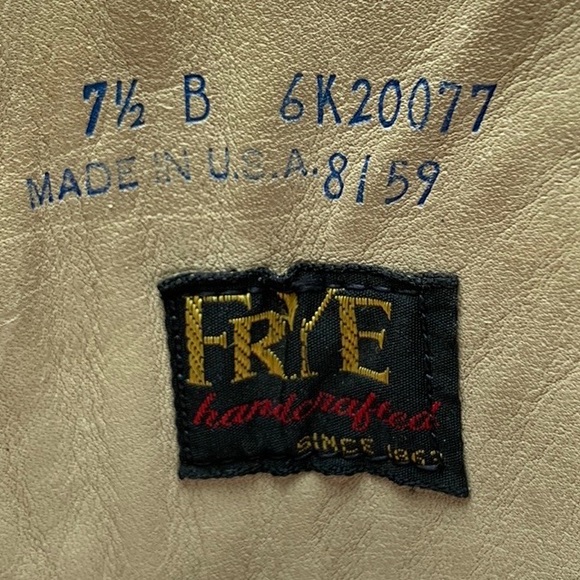 7½ B 6K20077
MADE IN U.S.A. 8159
FRYE
handcrafted
SINCE 1863